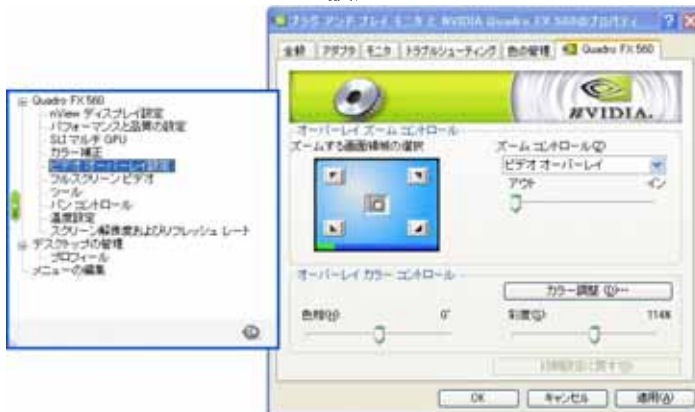 プラグ アンド プレイ モニタ と NVIDIA Quadro FX 560のプロパティ
全般
アダプタ
モニタ
トラブルシューティング
色の管理
Quadro FX 560
NVIDIA.
Quadro FX 560
nView ディスプレイ設定
パフォーマンスと品質の設定
SLI マルチ GPU
カラー補正
ビデオ オーバーレイ設定
フルスクリーン ビデオ
ツール
パン コントロール
温度設定
スクリーン解像度およびリフレッシュ レート
デスクトップの管理
プロフィール
メニューの編集
オーバーレイ ズーム コントロール
ズームする画面領域の選択
ズーム コントロール(Z)
ビデオ オーバーレイ
アウト
イン
オーバーレイ カラー コントロール
カラー調整
色相(H)
0°
彩度(S)
114%
初期設定に戻す
OK
キャンセル
適用(A)